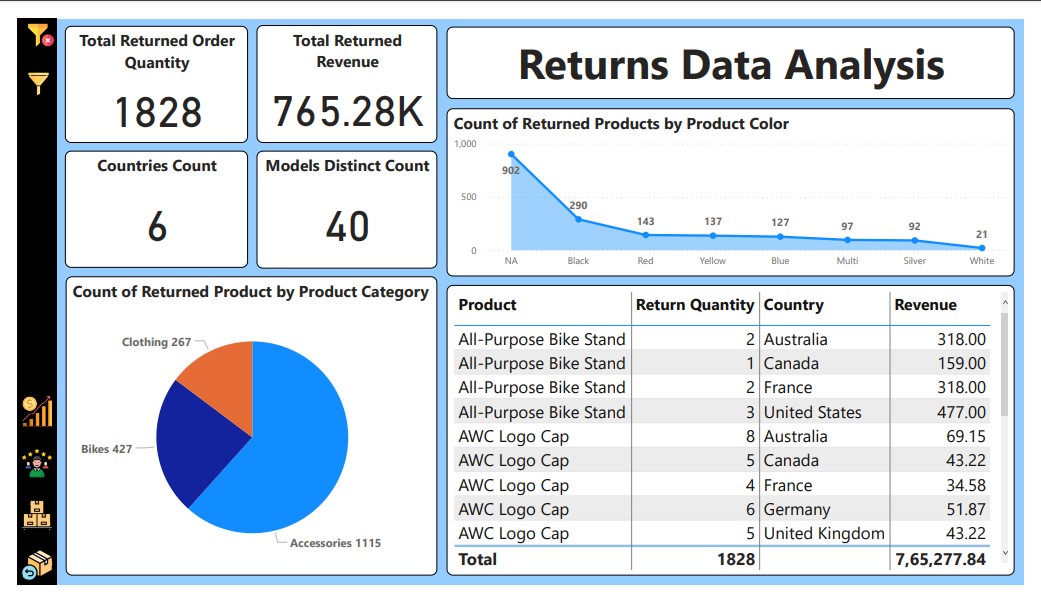 Total Returned Order
Quantity
1828
Total Returned
Revenue
765.28K
Returns Data Analysis
Countries Count
6
Models Distinct Count
40
Count of Returned Products by Product Color
1,000
500
0
902
290
143
137
127
97
92
21
NA Black Red Yellow Blue Multi Silver White
Count of Returned Product by Product Category
Clothing 267
Bikes 427
Accessories 1115
Product Return Quantity Country Revenue
All-Purpose Bike Stand 2 Australia 318.00
All-Purpose Bike Stand 1 Canada 159.00
All-Purpose Bike Stand 2 France 318.00
All-Purpose Bike Stand 3 United States 477.00
AWC Logo Cap 8 Australia 69.15
AWC Logo Cap 5 Canada 43.22
AWC Logo Cap 4 France 34.58
AWC Logo Cap 6 Germany 51.87
AWC Logo Cap 5 United Kingdom 43.22
Total 1828 7,65,277.84